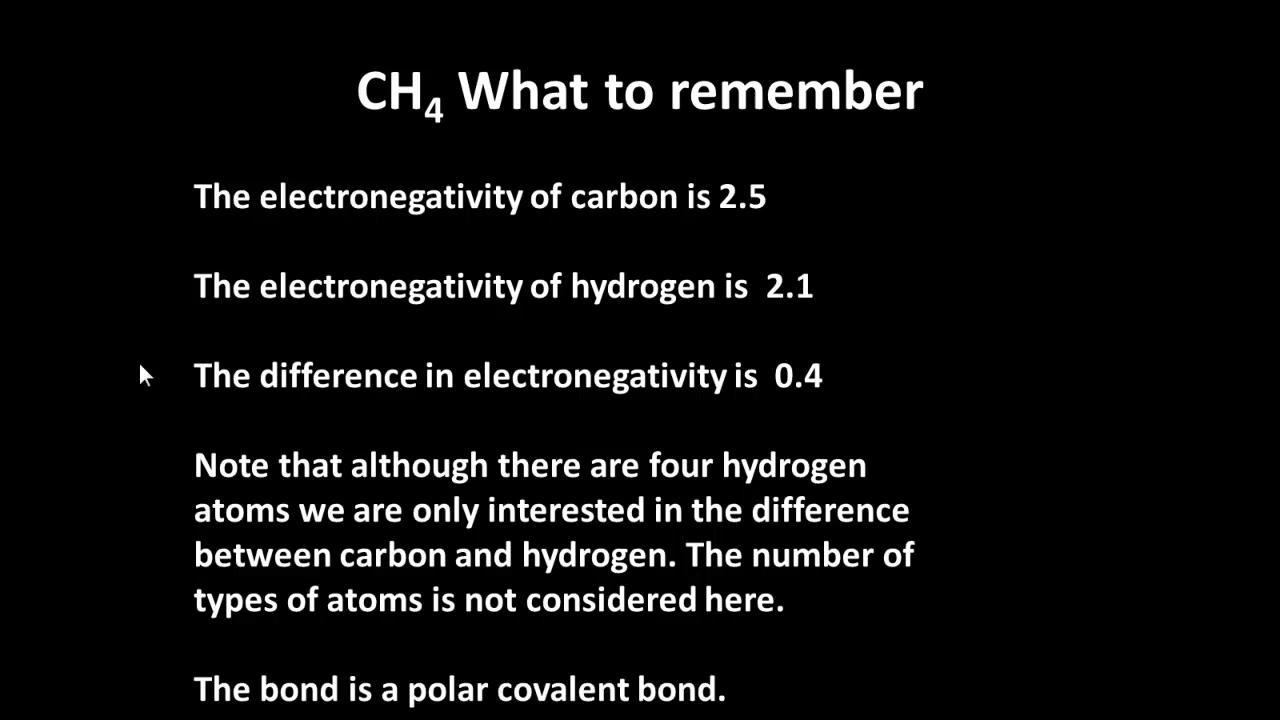 CH₄ What to remember
The electronegativity of carbon is 2.5
The electronegativity of hydrogen is 2.1
The difference in electronegativity is 0.4
Note that although there are four hydrogen
atoms we are only interested in the difference
between carbon and hydrogen. The number of
types of atoms is not considered here.
The bond is a polar covalent bond.